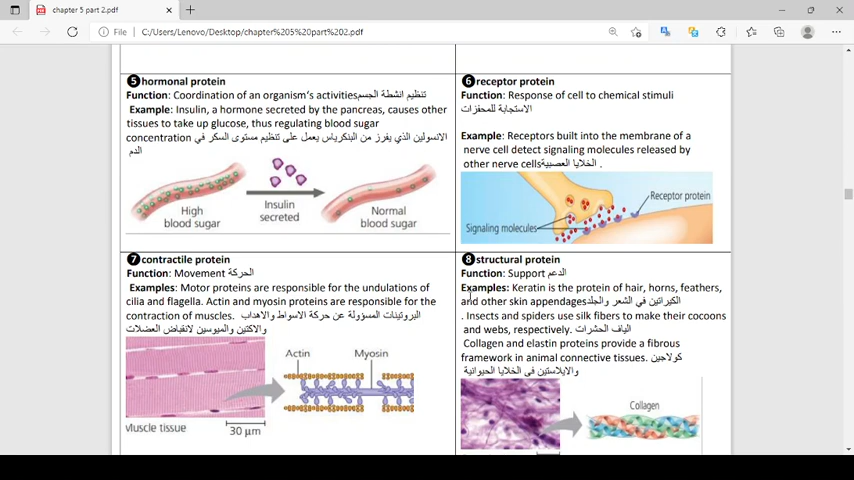 chapter 5 part 2.pdf
File
C:/Users/Lenovo/Desktop/chapter%205%20part%202.pdf
5 hormonal protein
Function: Coordination of an organism's activities تنظيم انشطة الجسم
Example: Insulin, a hormone secreted by the pancreas, causes other
tissues to take up glucose, thus regulating blood sugar
concentration الانسولين الذي يفرز من البنكرياس يعمل على تنظيم مستوى السكر في
الدم
High
blood sugar
Insulin
secreted
Normal
blood sugar
6 receptor protein
Function: Response of cell to chemical stimuli
الاستجابة للمحفزات
Example: Receptors built into the membrane of a
nerve cell detect signaling molecules released by
other nerve cells الخلايا العصبية .
Receptor protein
Signaling molecules
7 contractile protein
Function: Movement الحركة
Examples: Motor proteins are responsible for the undulations of
cilia and flagella. Actin and myosin proteins are responsible for the
contraction of muscles. البروتينات المسؤولة عن حركة الاسواط والاهداب
والاكتين والميوسين لانقباض العضلات
Actin
Myosin
Muscle tissue
30 µm
8 structural protein
Function: Support الدعم
Examples: Keratin is the protein of hair, horns, feathers,
and other skin appendages الكيراتين في الشعر والجلد
. Insects and spiders use silk fibers to make their cocoons
and webs, respectively. الياف الحشرات
Collagen and elastin proteins provide a fibrous
framework in animal connective tissues. كولاجين
والايلاستين في الخلايا الحيوانية
Collagen